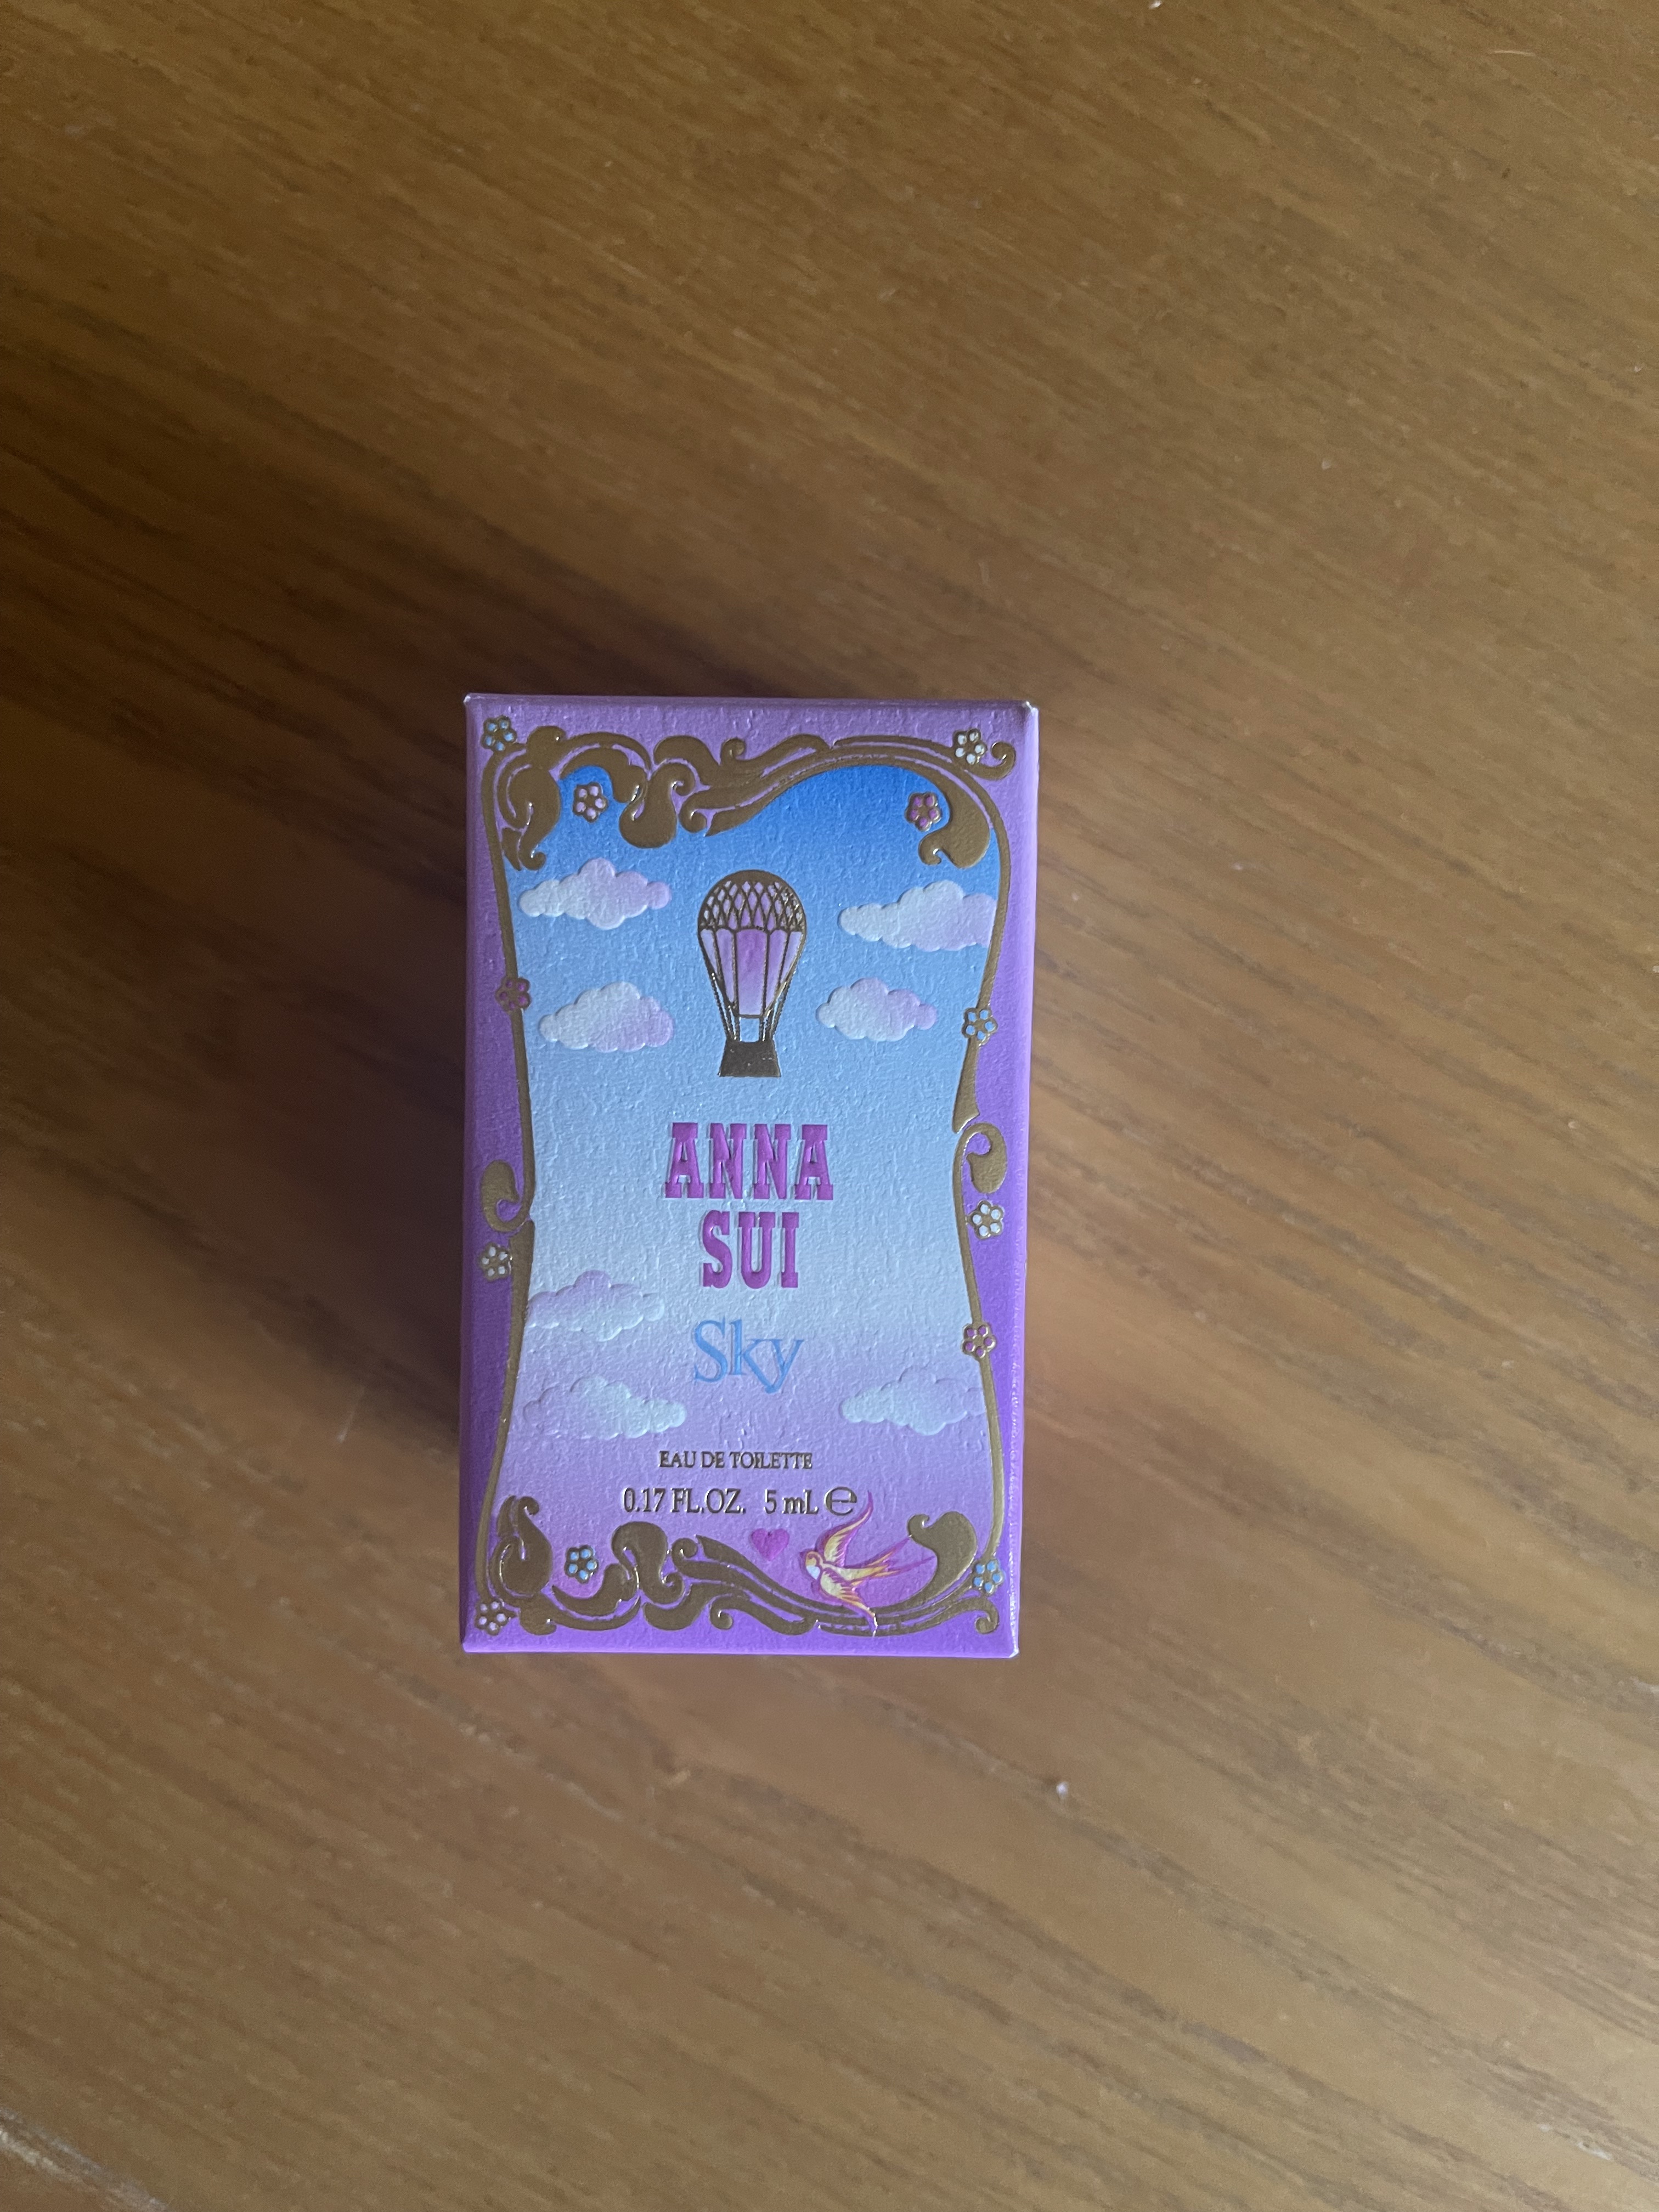 ANNA
SUI
Sky
EAU DE TOILETTE
0.17 FL.OZ. 5 mL ℮